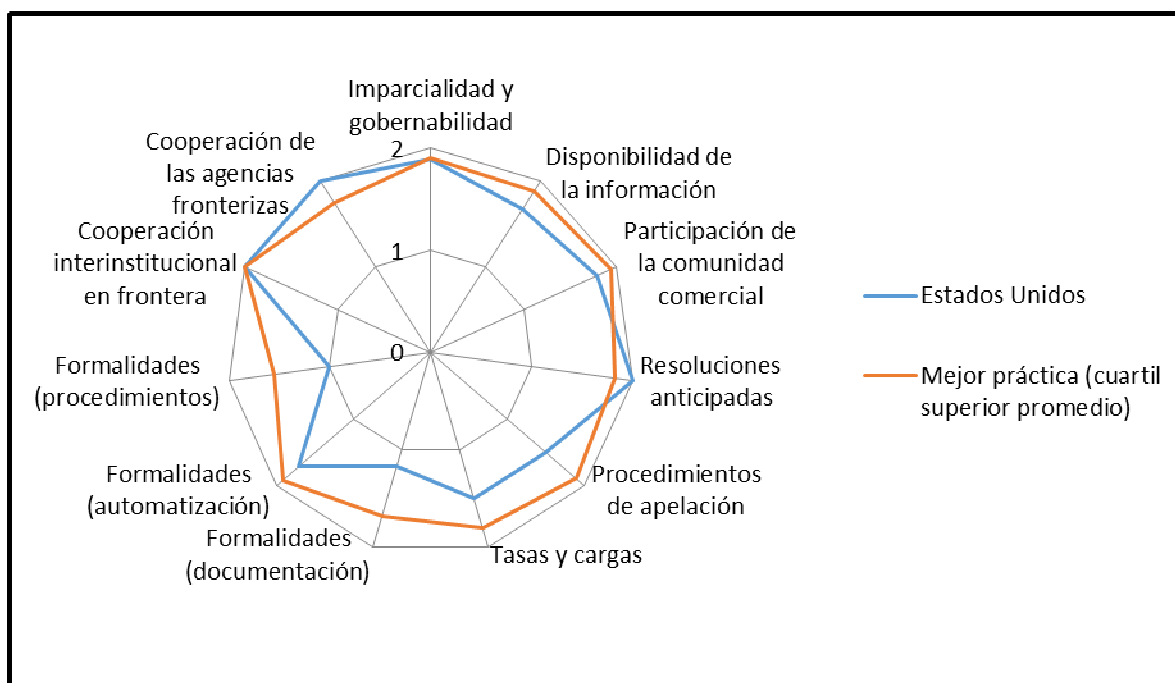 Imparcialidad y
gobernabilidad
Disponibilidad de
la información
Participación de
la comunidad
comercial
Resoluciones
anticipadas
Procedimientos
de apelación
Tasas y cargas
Formalidades
(documentación)
Formalidades
(automatización)
Formalidades
(procedimientos)
Cooperación
interinstitucional
en frontera
Cooperación de
las agencias
fronterizas
2
1
0
Estados Unidos
Mejor práctica (cuartil
superior promedio)